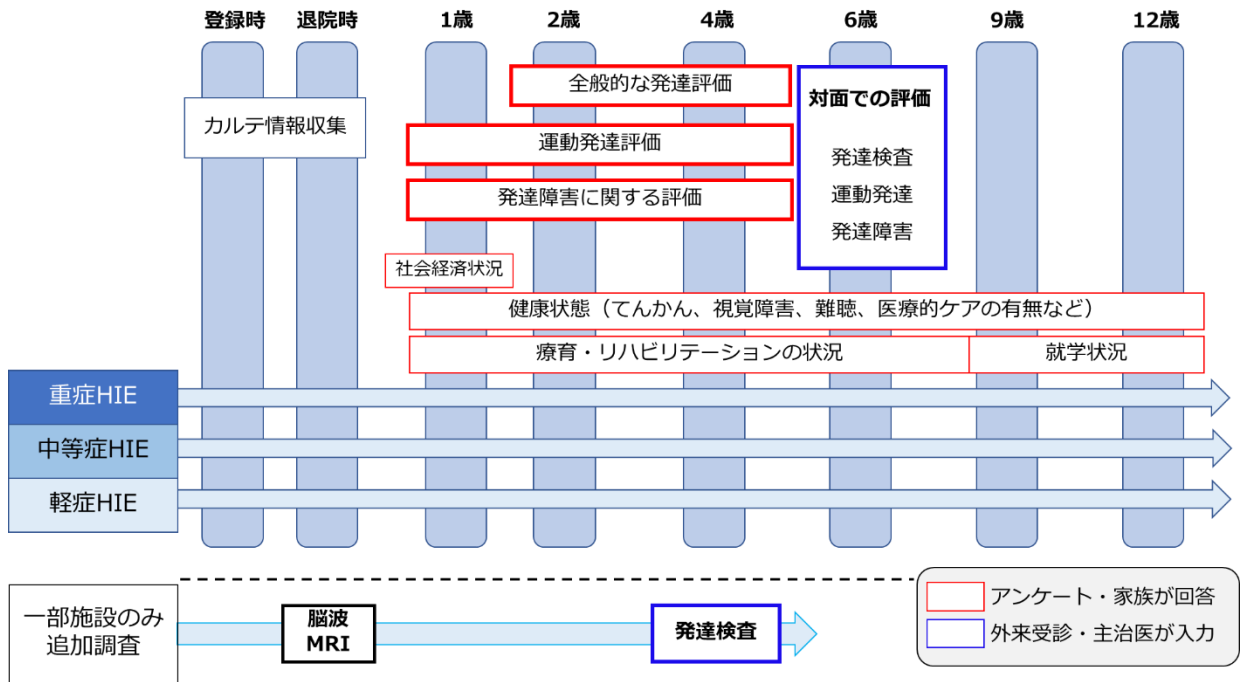 登録時 退院時 1歳 2歳 4歳 6歳 9歳 12歳
全般的な発達評価
対面での評価
カルテ情報収集
運動発達評価
発達検査
発達障害に関する評価
運動発達
発達障害
社会経済状況
健康状態（てんかん、視覚障害、難聴、医療的ケアの有無など）
療育・リハビリテーションの状況
就学状況
重症HIE
中等症HIE
軽症HIE
一部施設のみ
追加調査
脳波
MRI
発達検査
アンケート・家族が回答
外来受診・主治医が入力